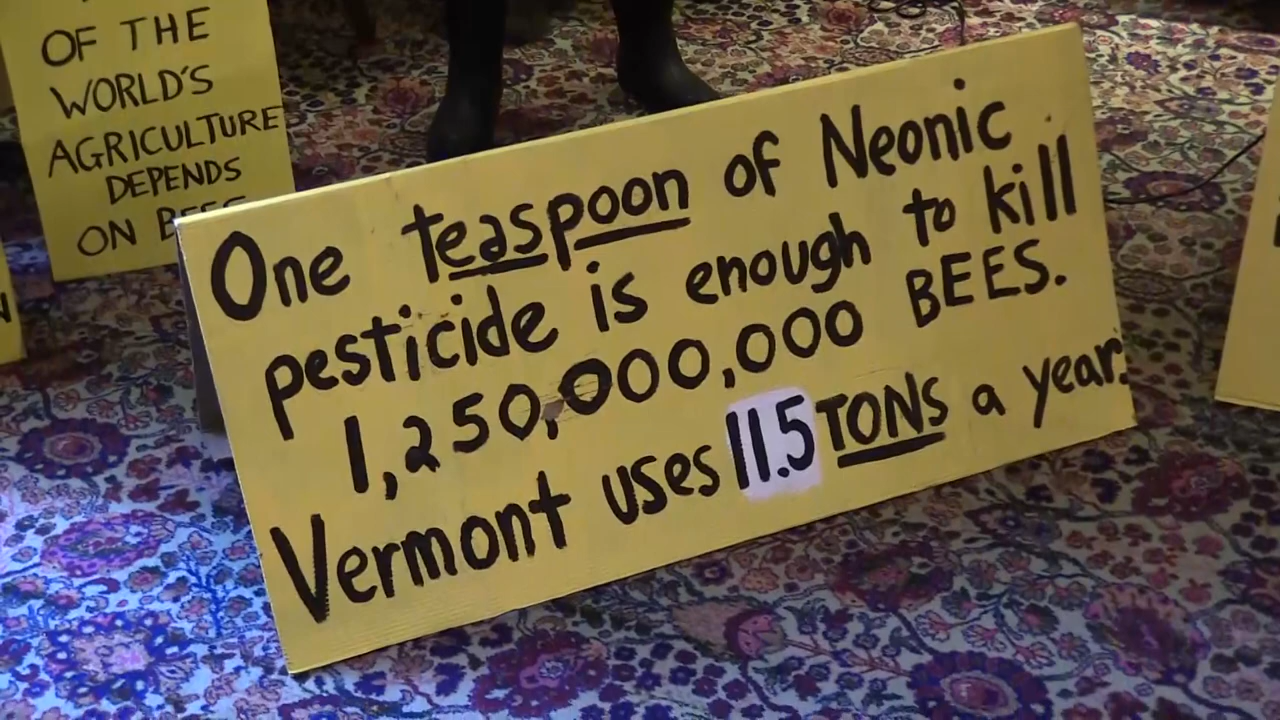 OF THE
WORLD'S
AGRICULTURE
DEPENDS
ON BEES
One teaspoon of Neonic
pesticide is enough to kill
1,250,000,000 BEES.
Vermont uses 11.5 TONS a year.